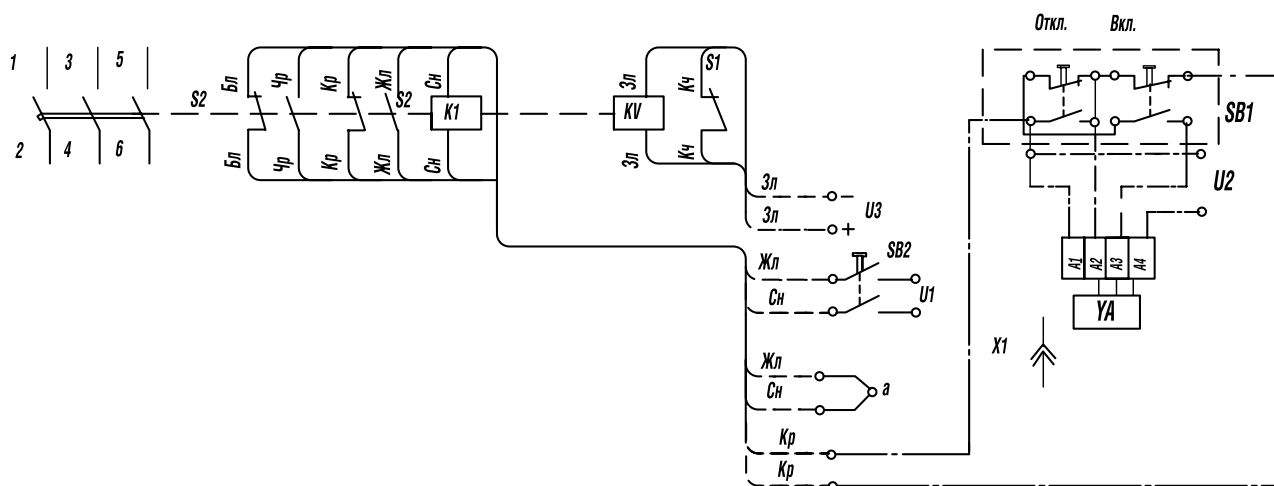 Откл. Вкл.
1 3 5
2 4 6
S2
Бл Чр Кр Жл S2 Сн
К1
Бл Чр Кр Жл Сн
Зл Кч S1
KV
Зл Кч
SB1
U2
A1 A2 A3 A4
YA
X1
Зл −
U3
Зл +
Жл SB2
Сн U1
Жл
Сн а
Кр
Кр